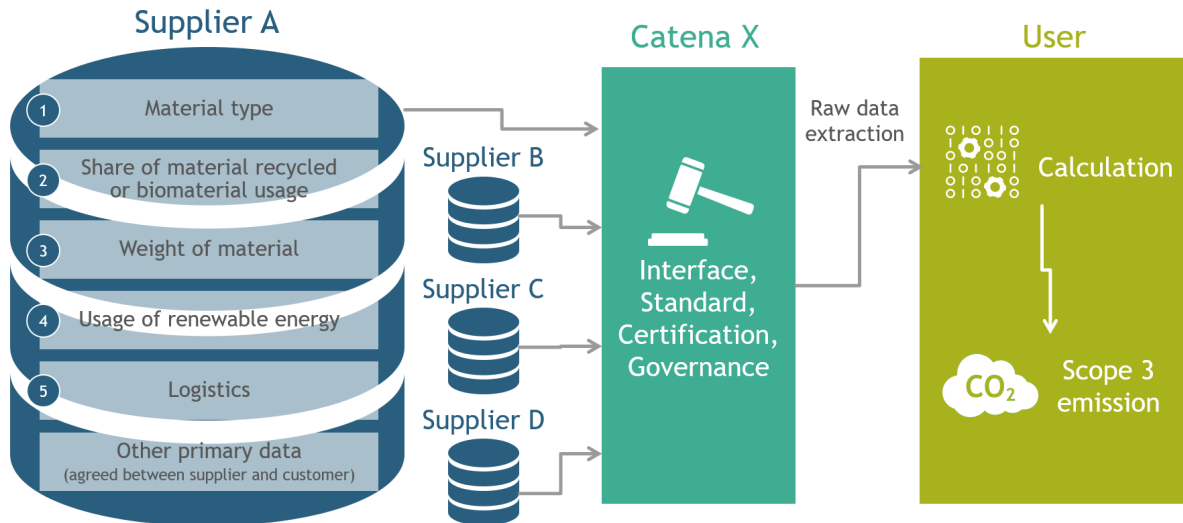 Supplier A
1
Material type
2
Share of material recycled
or biomaterial usage
3
Weight of material
4
Usage of renewable energy
5
Logistics
Other primary data
(agreed between supplier and customer)
Supplier B
Supplier C
Supplier D
Catena X
Interface,
Standard,
Certification,
Governance
Raw data
extraction
User
OIOIIO
Calculation
CO₂
Scope 3
emission